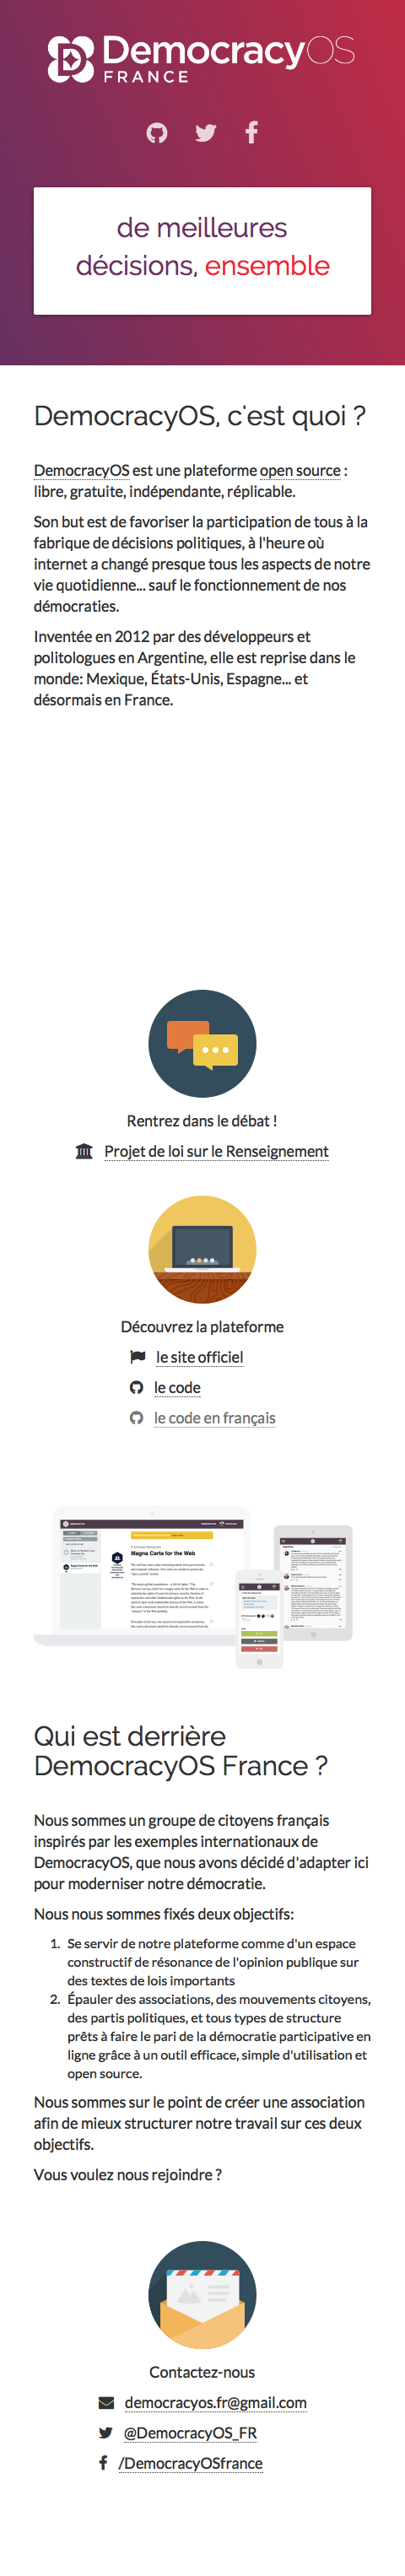 DemocracyOS
FRANCE
de meilleures
décisions, ensemble
DemocracyOS, c'est quoi ?
DemocracyOS est une plateforme open source :
libre, gratuite, indépendante, réplicable.
Son but est de favoriser la participation de tous à la
fabrique de décisions politiques, à l'heure où
internet a changé presque tous les aspects de notre
vie quotidienne... sauf le fonctionnement de nos
démocraties.
Inventée en 2012 par des développeurs et
politologues en Argentine, elle est reprise dans le
monde: Mexique, États-Unis, Espagne... et
désormais en France.
Rentrez dans le débat !
Projet de loi sur le Renseignement
Découvrez la plateforme
le site officiel
le code
le code en français
Magna Carta for the Web
Qui est derrière
DemocracyOS France ?
Nous sommes un groupe de citoyens français
inspirés par les exemples internationaux de
DemocracyOS, que nous avons décidé d'adapter ici
pour moderniser notre démocratie.
Nous nous sommes fixés deux objectifs:
1. Se servir de notre plateforme comme d'un espace
constructif de résonance de l'opinion publique sur
des textes de lois importants
2. Épauler des associations, des mouvements citoyens,
des partis politiques, et tous types de structure
prêts à faire le pari de la démocratie participative en
ligne grâce à un outil efficace, simple d'utilisation et
open source.
Nous sommes sur le point de créer une association
afin de mieux structurer notre travail sur ces deux
objectifs.
Vous voulez nous rejoindre ?
Contactez-nous
democracyos.fr@gmail.com
@DemocracyOS_FR
/DemocracyOSfrance